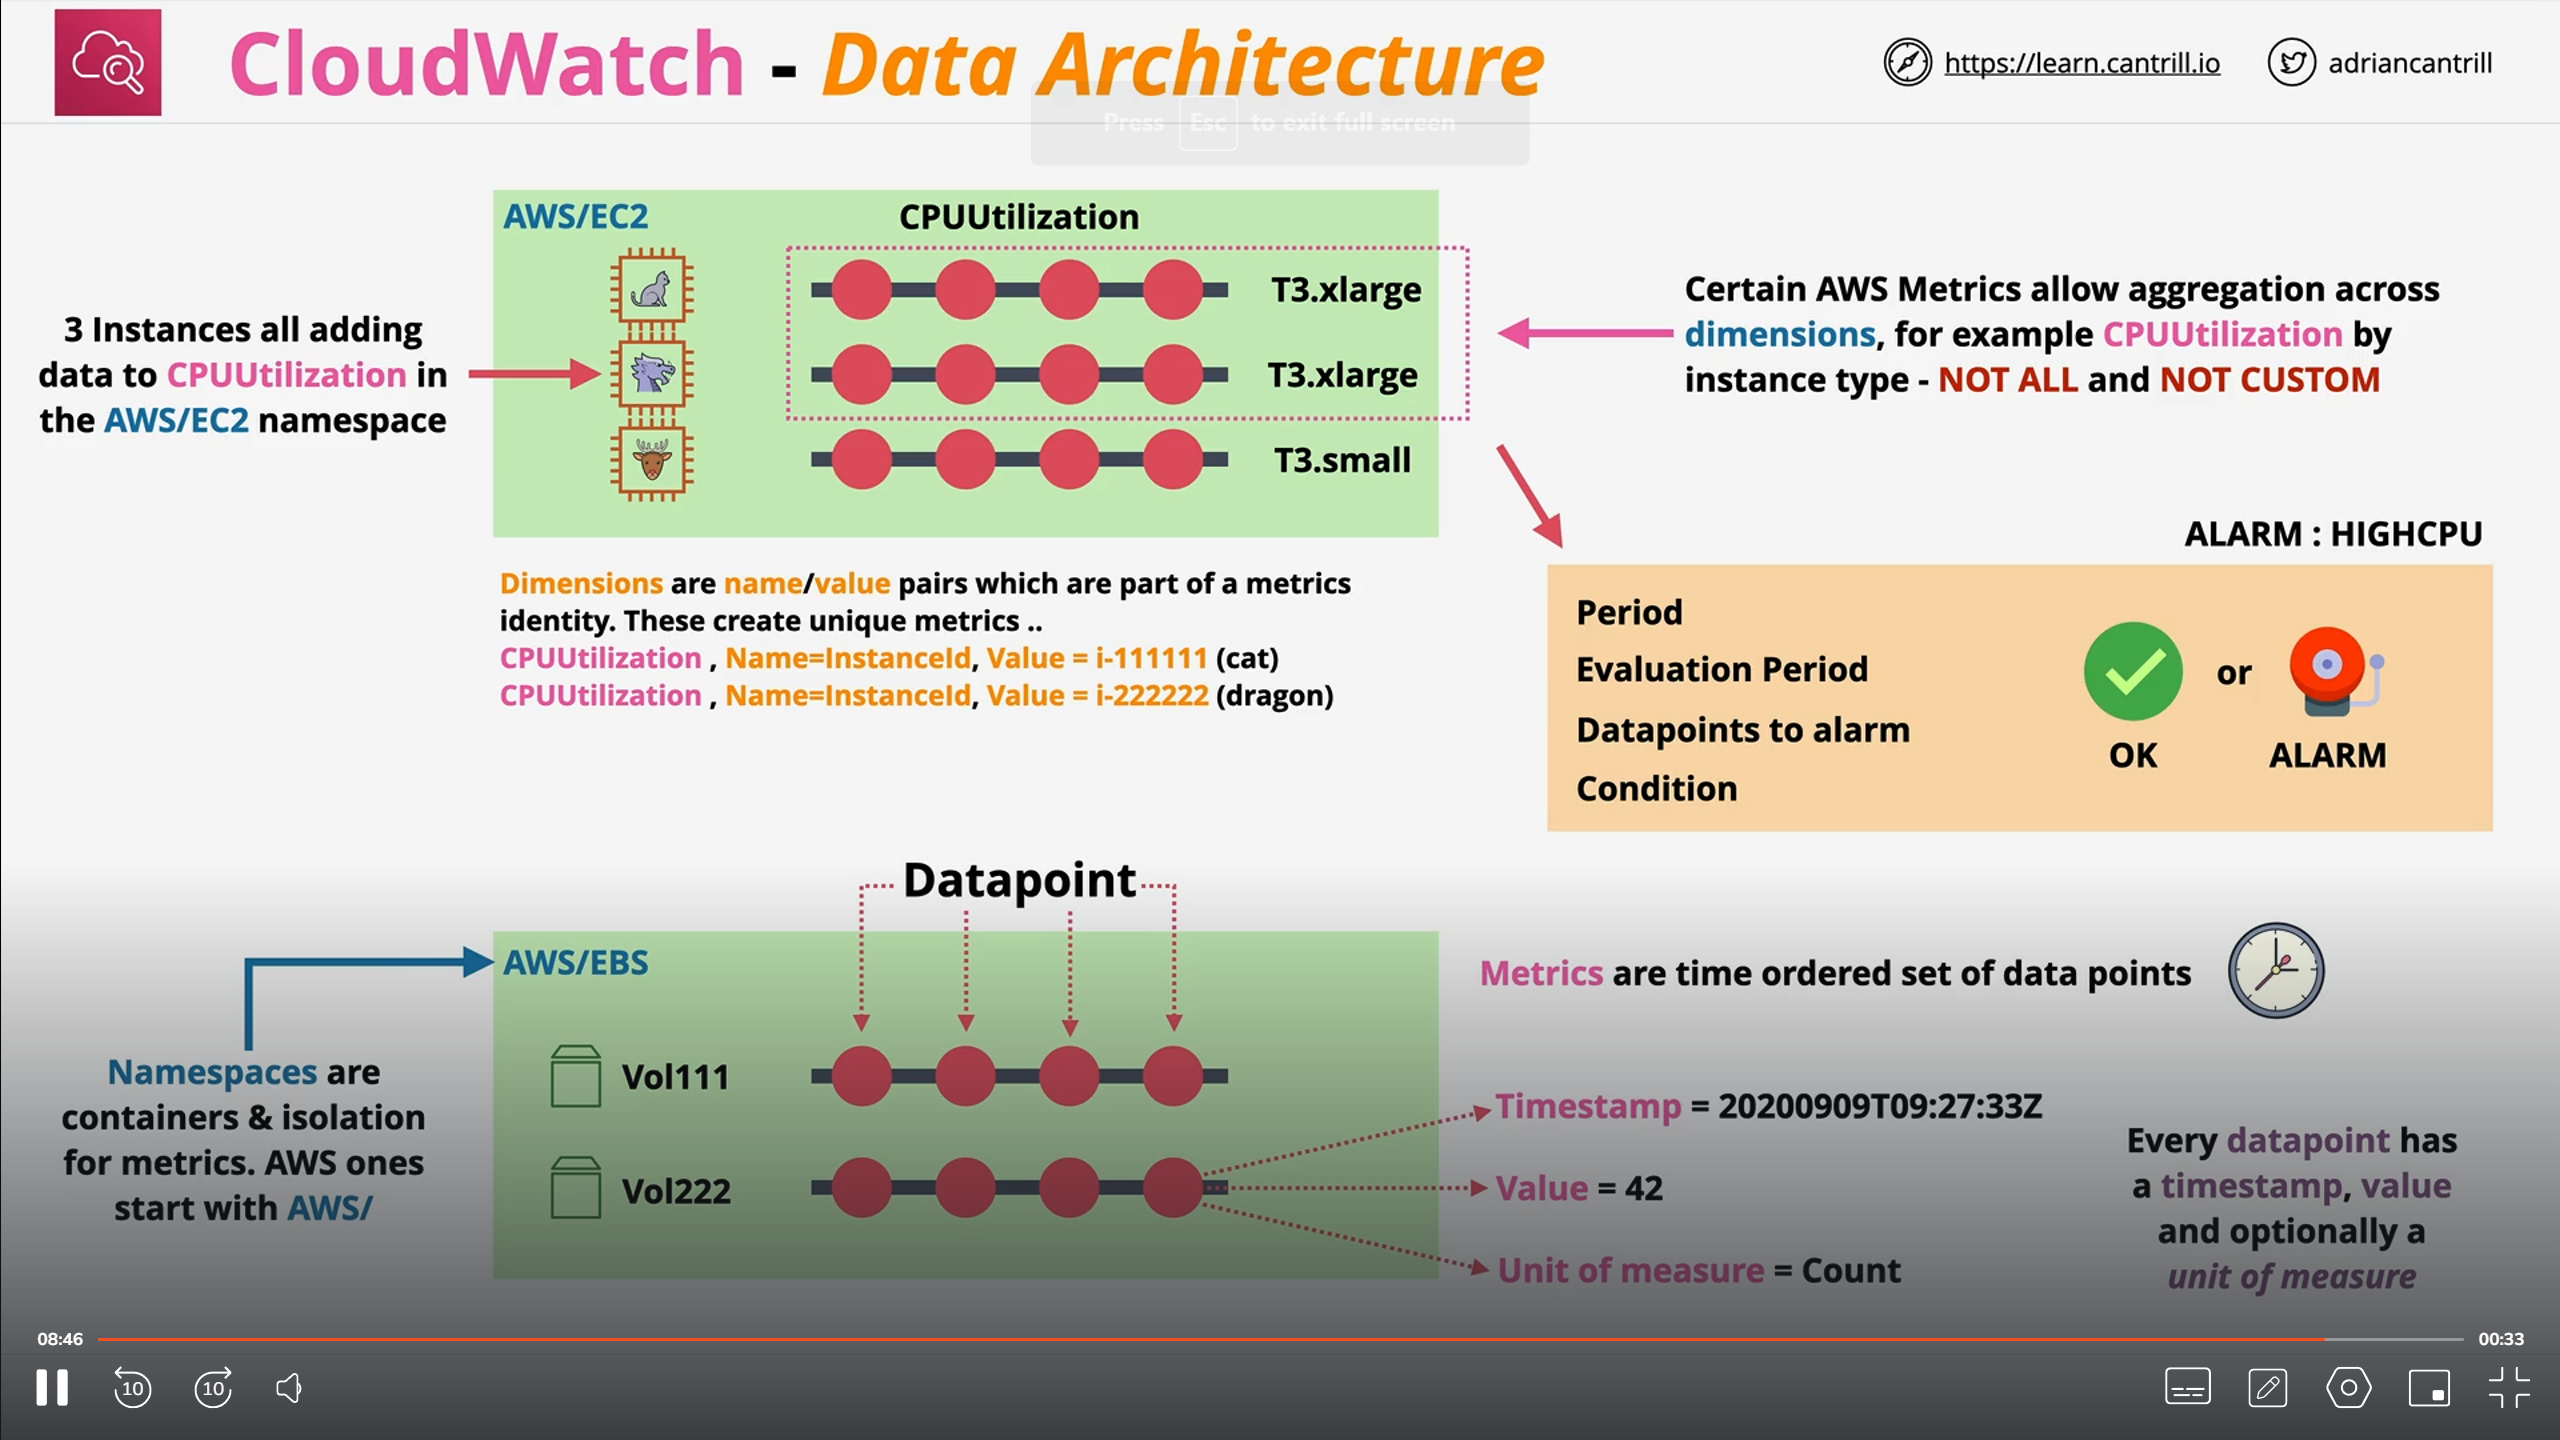 CloudWatch - Data Architecture
https://learn.cantrill.io
adriancantrill
Press Esc to exit full screen
AWS/EC2
CPUUtilization
T3.xlarge
T3.xlarge
T3.small
3 Instances all adding
data to CPUUtilization in
the AWS/EC2 namespace
Certain AWS Metrics allow aggregation across
dimensions, for example CPUUtilization by
instance type - NOT ALL and NOT CUSTOM
Dimensions are name/value pairs which are part of a metrics
identity. These create unique metrics ..
CPUUtilization , Name=InstanceId, Value = i-111111 (cat)
CPUUtilization , Name=InstanceId, Value = i-222222 (dragon)
ALARM : HIGHCPU
Period
Evaluation Period
Datapoints to alarm
Condition
OK
or
ALARM
Datapoint
AWS/EBS
Vol111
Vol222
Namespaces are
containers & isolation
for metrics. AWS ones
start with AWS/
Metrics are time ordered set of data points
Timestamp = 20200909T09:27:33Z
Value = 42
Unit of measure = Count
Every datapoint has
a timestamp, value
and optionally a
unit of measure
08:46
00:33
10
10